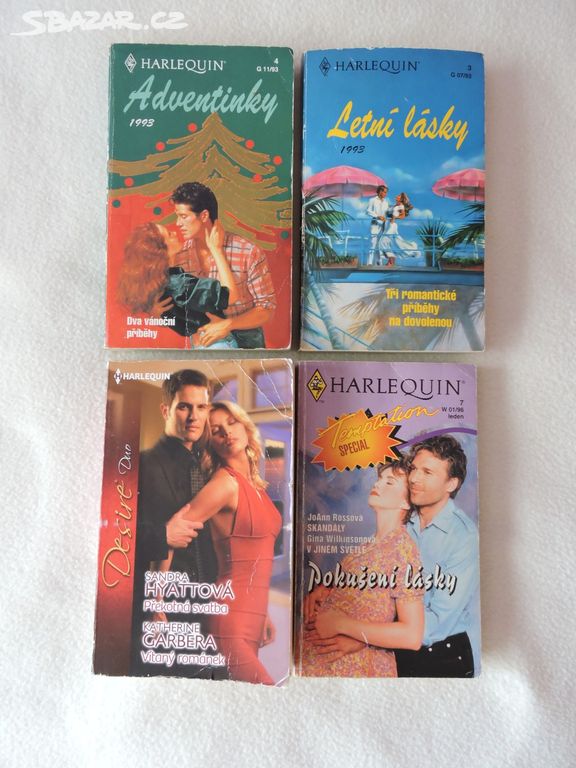 SBAZAR.CZ
HARLEQUIN
4
G 11/93
Adventinky
1993
Dva vánoční
příběhy
HARLEQUIN
3
G 07/93
Letní lásky
1993
Tři romantické
příběhy
na dovolenou
HARLEQUIN
Desire Duo
SANDRA
HYATTOVÁ
Překotná svatba
KATHERINE
GARBERA
Vítaný románek
HARLEQUIN
7
W 01/96
leden
Temptation
SPECIAL
JoAnn Rossová
SKANDÁLY
Gina Wilkinsonová
V JINÉM SVĚTLE
Pokušení lásky